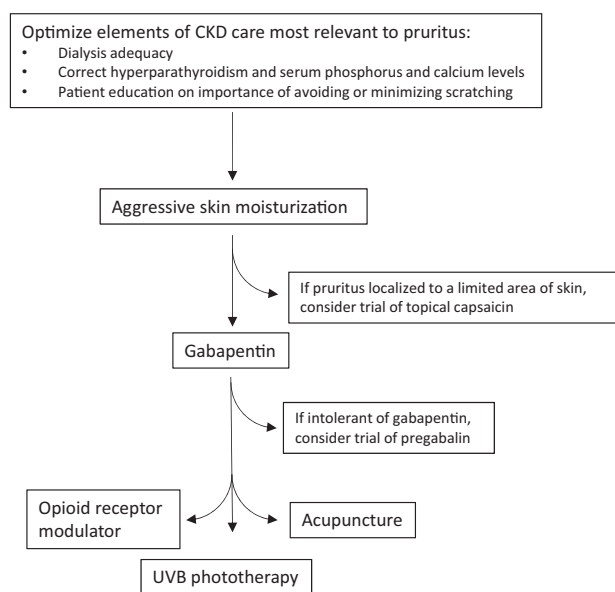 Optimize elements of CKD care most relevant to pruritus:
• Dialysis adequacy
• Correct hyperparathyroidism and serum phosphorus and calcium levels
• Patient education on importance of avoiding or minimizing scratching
Aggressive skin moisturization
If pruritus localized to a limited area of skin,
consider trial of topical capsaicin
Gabapentin
If intolerant of gabapentin,
consider trial of pregabalin
Opioid receptor
modulator
Acupuncture
UVB phototherapy